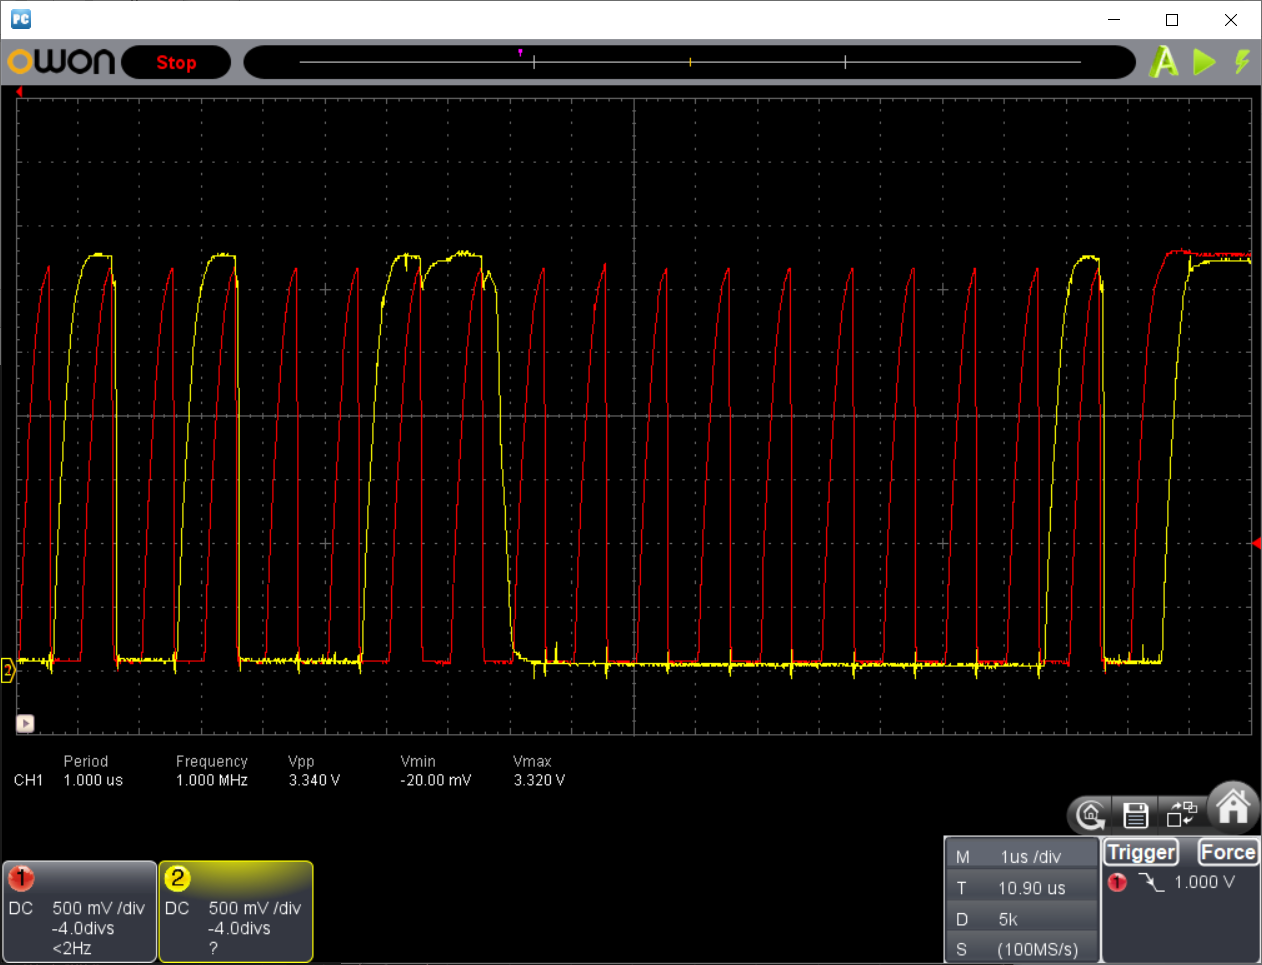 PC
OWON Stop A
2
Period Frequency Vpp Vmin Vmax
CH1 1.000 us 1.000 MHz 3.340 V -20.00 mV 3.320 V
1
DC 500 mV /div
-4.0divs
<2Hz
2
DC 500 mV /div
-4.0divs
?
M 1us /div
T 10.90 us
D 5k
S (100MS/s)
Trigger Force
1 1.000 V